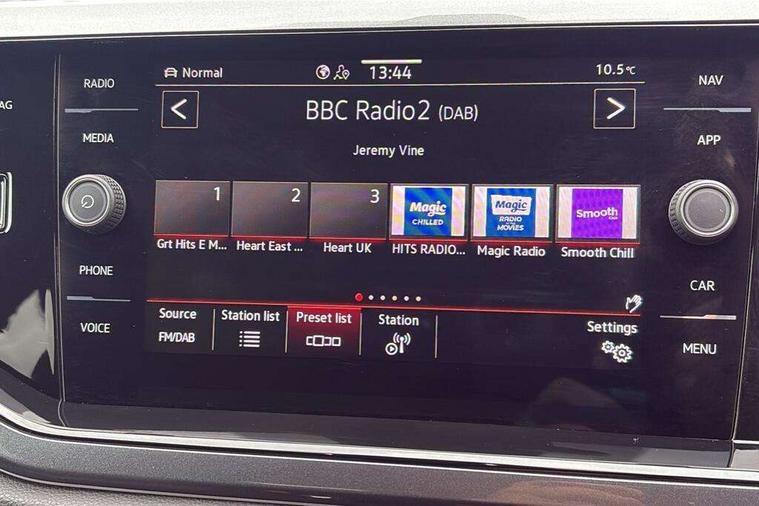 AG
RADIO
MEDIA
PHONE
VOICE
Normal
13:44
10.5°C
BBC Radio2 (DAB)
Jeremy Vine
1
2
3
Magic
CHILLED
Magic
RADIO
MOVIES
Smooth
Grt Hits E M...
Heart East ...
Heart UK
HITS RADIO...
Magic Radio
Smooth Chill
Source
FM/DAB
Station list
Preset list
Station
Settings
NAV
APP
CAR
MENU